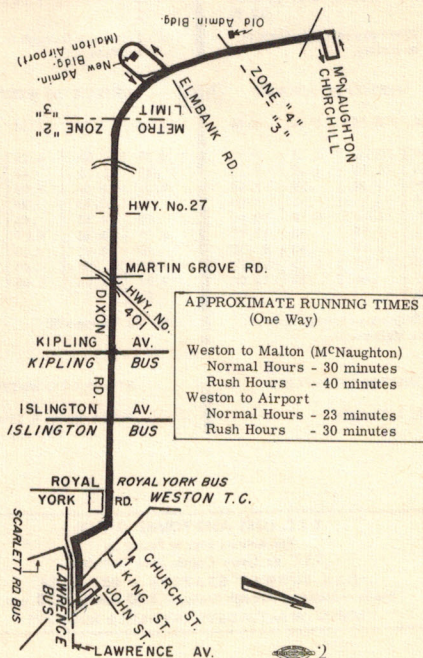 Old Admin. Bldg.
New Admin.
Bldg.
(Malton Airport)
MCNAUGHTON
CHURCHILL
ZONE "4"
"3"
ELMBANK RD.
METRO ZONE "2"
LIMIT "3"
HWY. No.27
MARTIN GROVE RD.
HWY. No.
401
DIXON RD.
KIPLING AV.
KIPLING BUS
ISLINGTON AV.
ISLINGTON BUS
APPROXIMATE RUNNING TIMES
(One Way)
Weston to Malton (McNaughton)
Normal Hours - 30 minutes
Rush Hours - 40 minutes
Weston to Airport
Normal Hours - 23 minutes
Rush Hours - 30 minutes
ROYAL ROYAL YORK BUS
YORK RD. WESTON T.C.
SCARLETT RD BUS
LAWRENCE
BUS
CHURCH ST.
KING ST.
JOHN ST.
LAWRENCE AV.
2